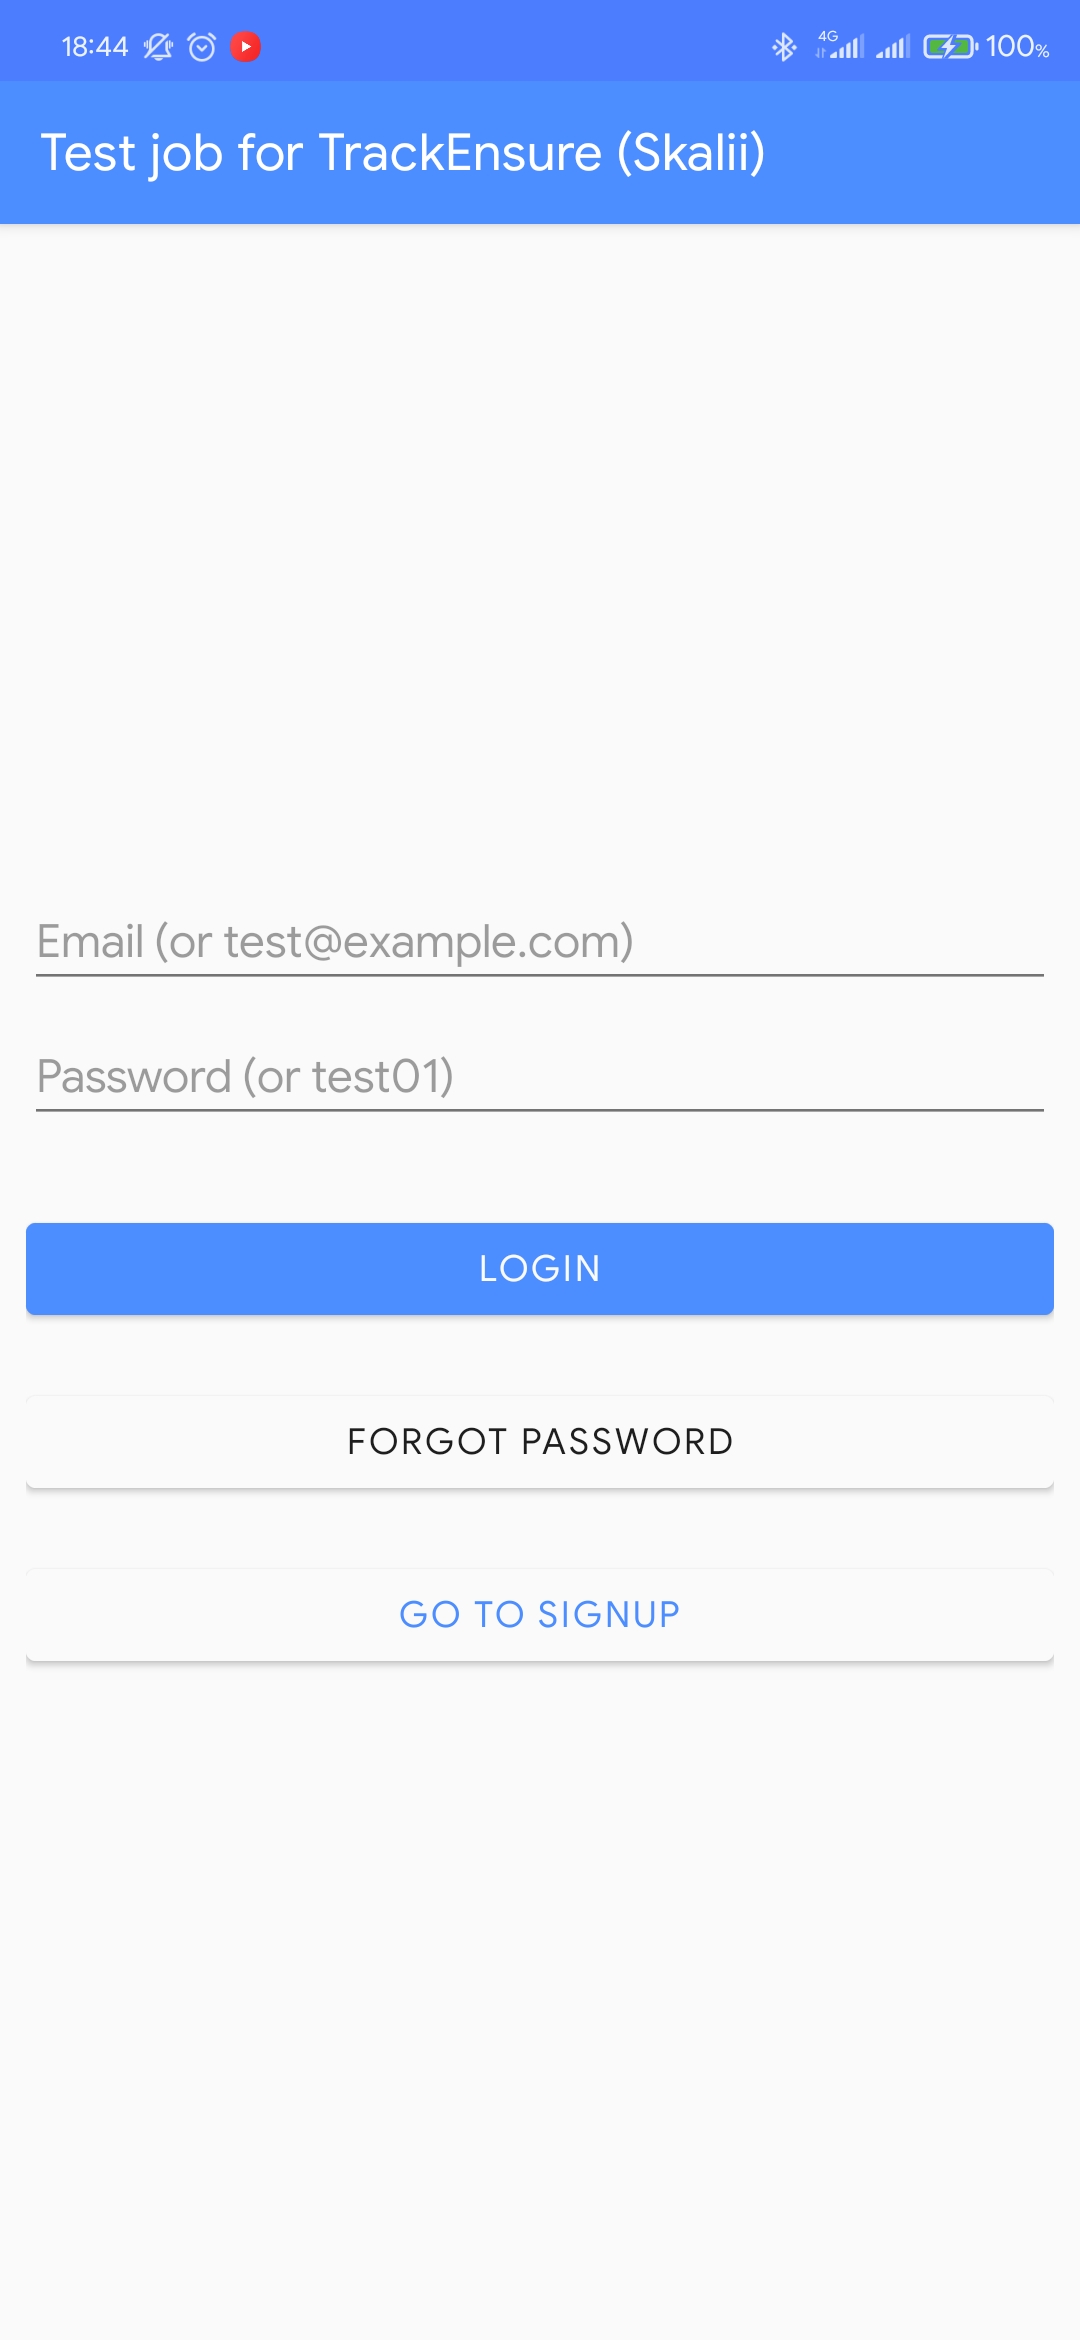 18:44
4G
100%
Test job for TrackEnsure (Skalii)
Email (or test@example.com)
Password (or test01)
LOGIN
FORGOT PASSWORD
GO TO SIGNUP